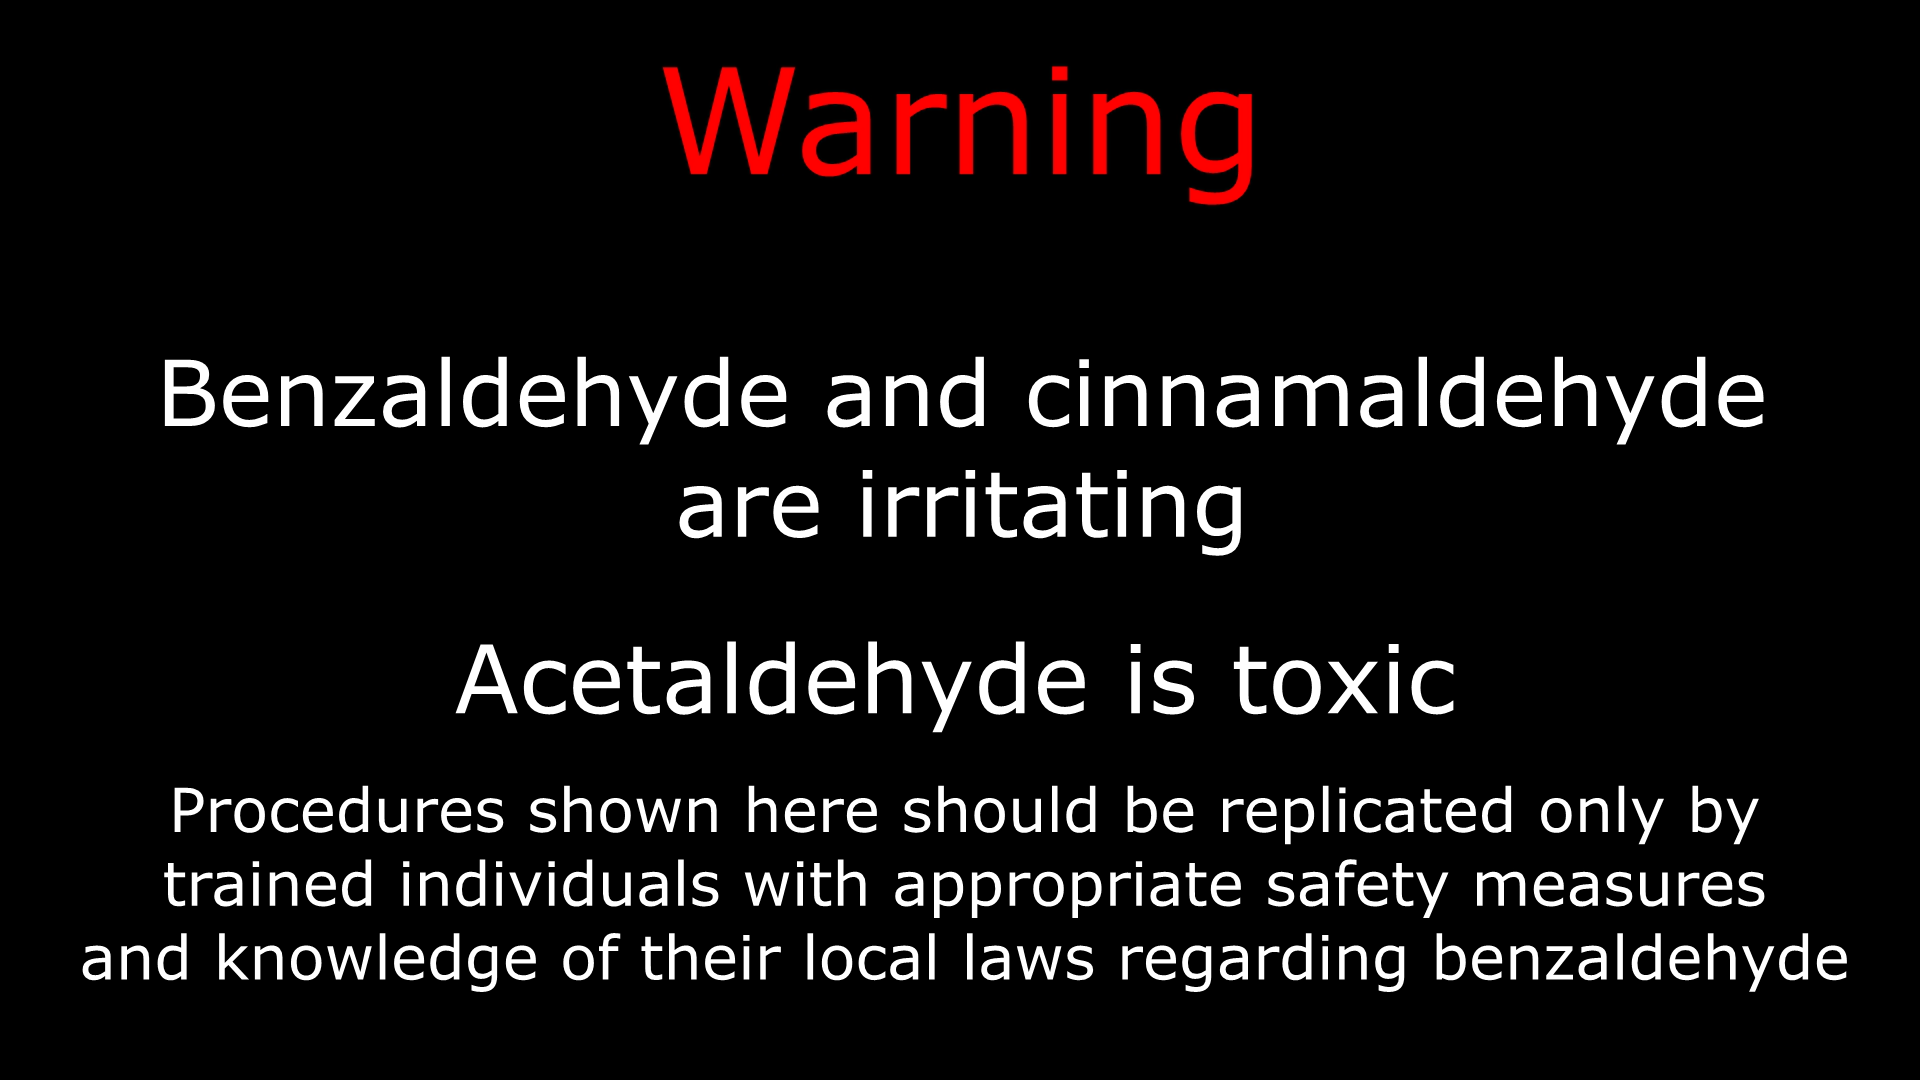 Warning
Benzaldehyde and cinnamaldehyde
are irritating
Acetaldehyde is toxic
Procedures shown here should be replicated only by
trained individuals with appropriate safety measures
and knowledge of their local laws regarding benzaldehyde